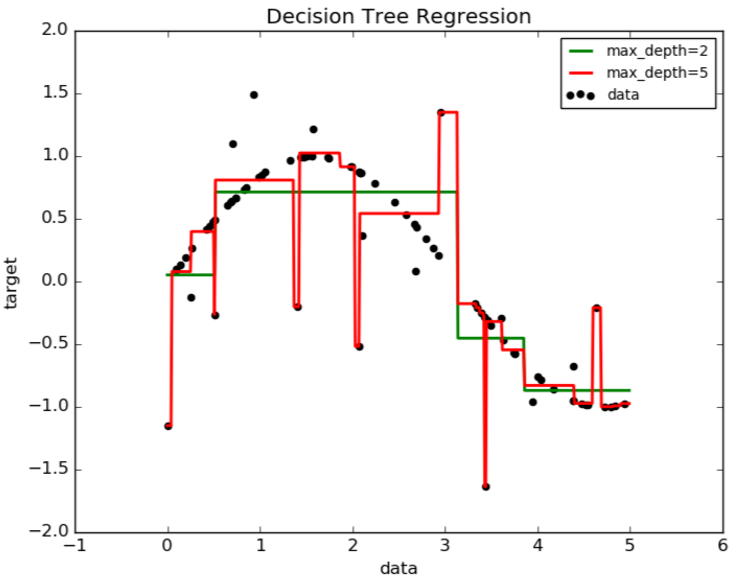 Decision Tree Regression
max_depth=2
max_depth=5
data
2.0
1.5
1.0
0.5
0.0
−0.5
−1.0
−1.5
−2.0
target
−1
0
1
2
3
4
5
6
data